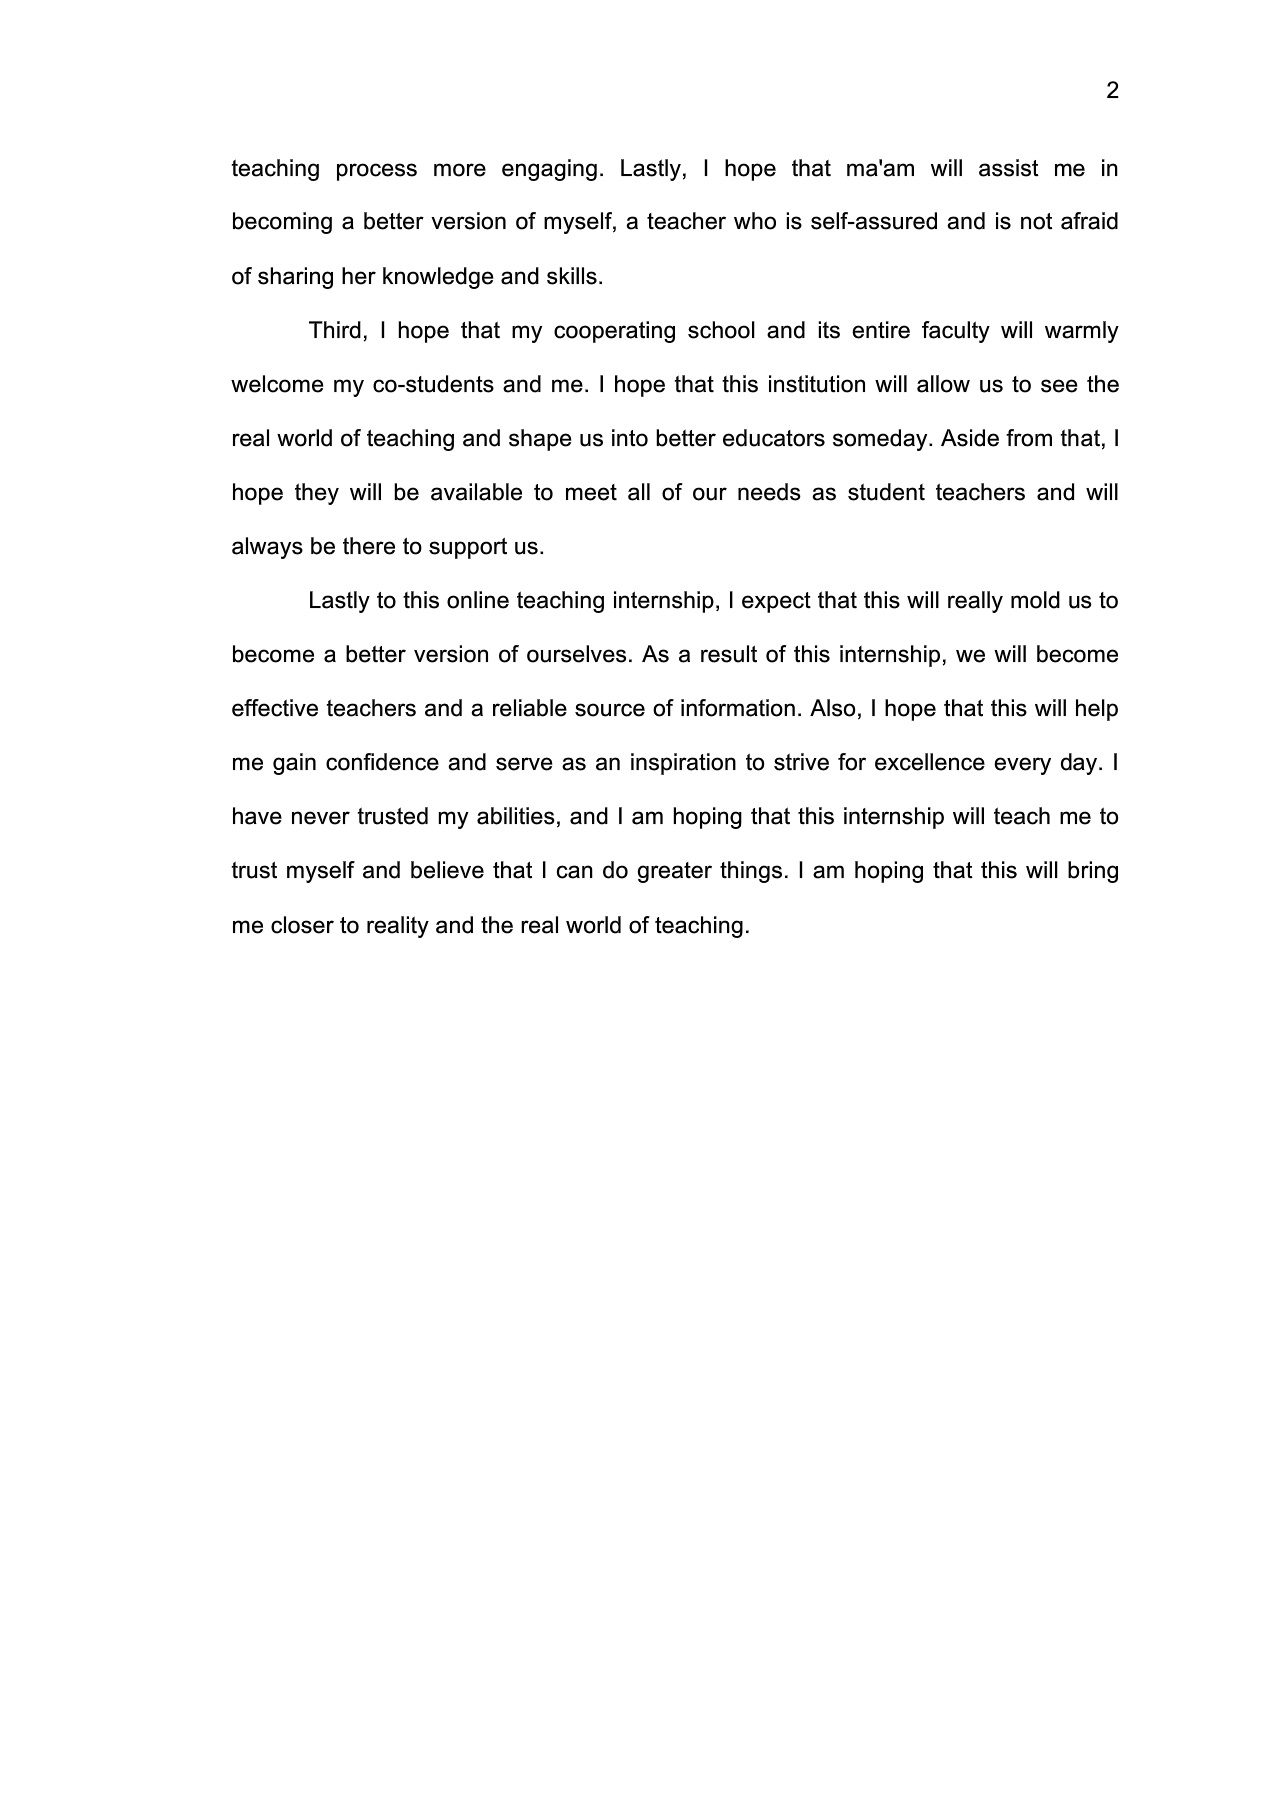 2
teaching process more engaging. Lastly, I hope that ma'am will assist me in
becoming a better version of myself, a teacher who is self-assured and is not afraid
of sharing her knowledge and skills.
Third, I hope that my cooperating school and its entire faculty will warmly
welcome my co-students and me. I hope that this institution will allow us to see the
real world of teaching and shape us into better educators someday. Aside from that, I
hope they will be available to meet all of our needs as student teachers and will
always be there to support us.
Lastly to this online teaching internship, I expect that this will really mold us to
become a better version of ourselves. As a result of this internship, we will become
effective teachers and a reliable source of information. Also, I hope that this will help
me gain confidence and serve as an inspiration to strive for excellence every day. I
have never trusted my abilities, and I am hoping that this internship will teach me to
trust myself and believe that I can do greater things. I am hoping that this will bring
me closer to reality and the real world of teaching.